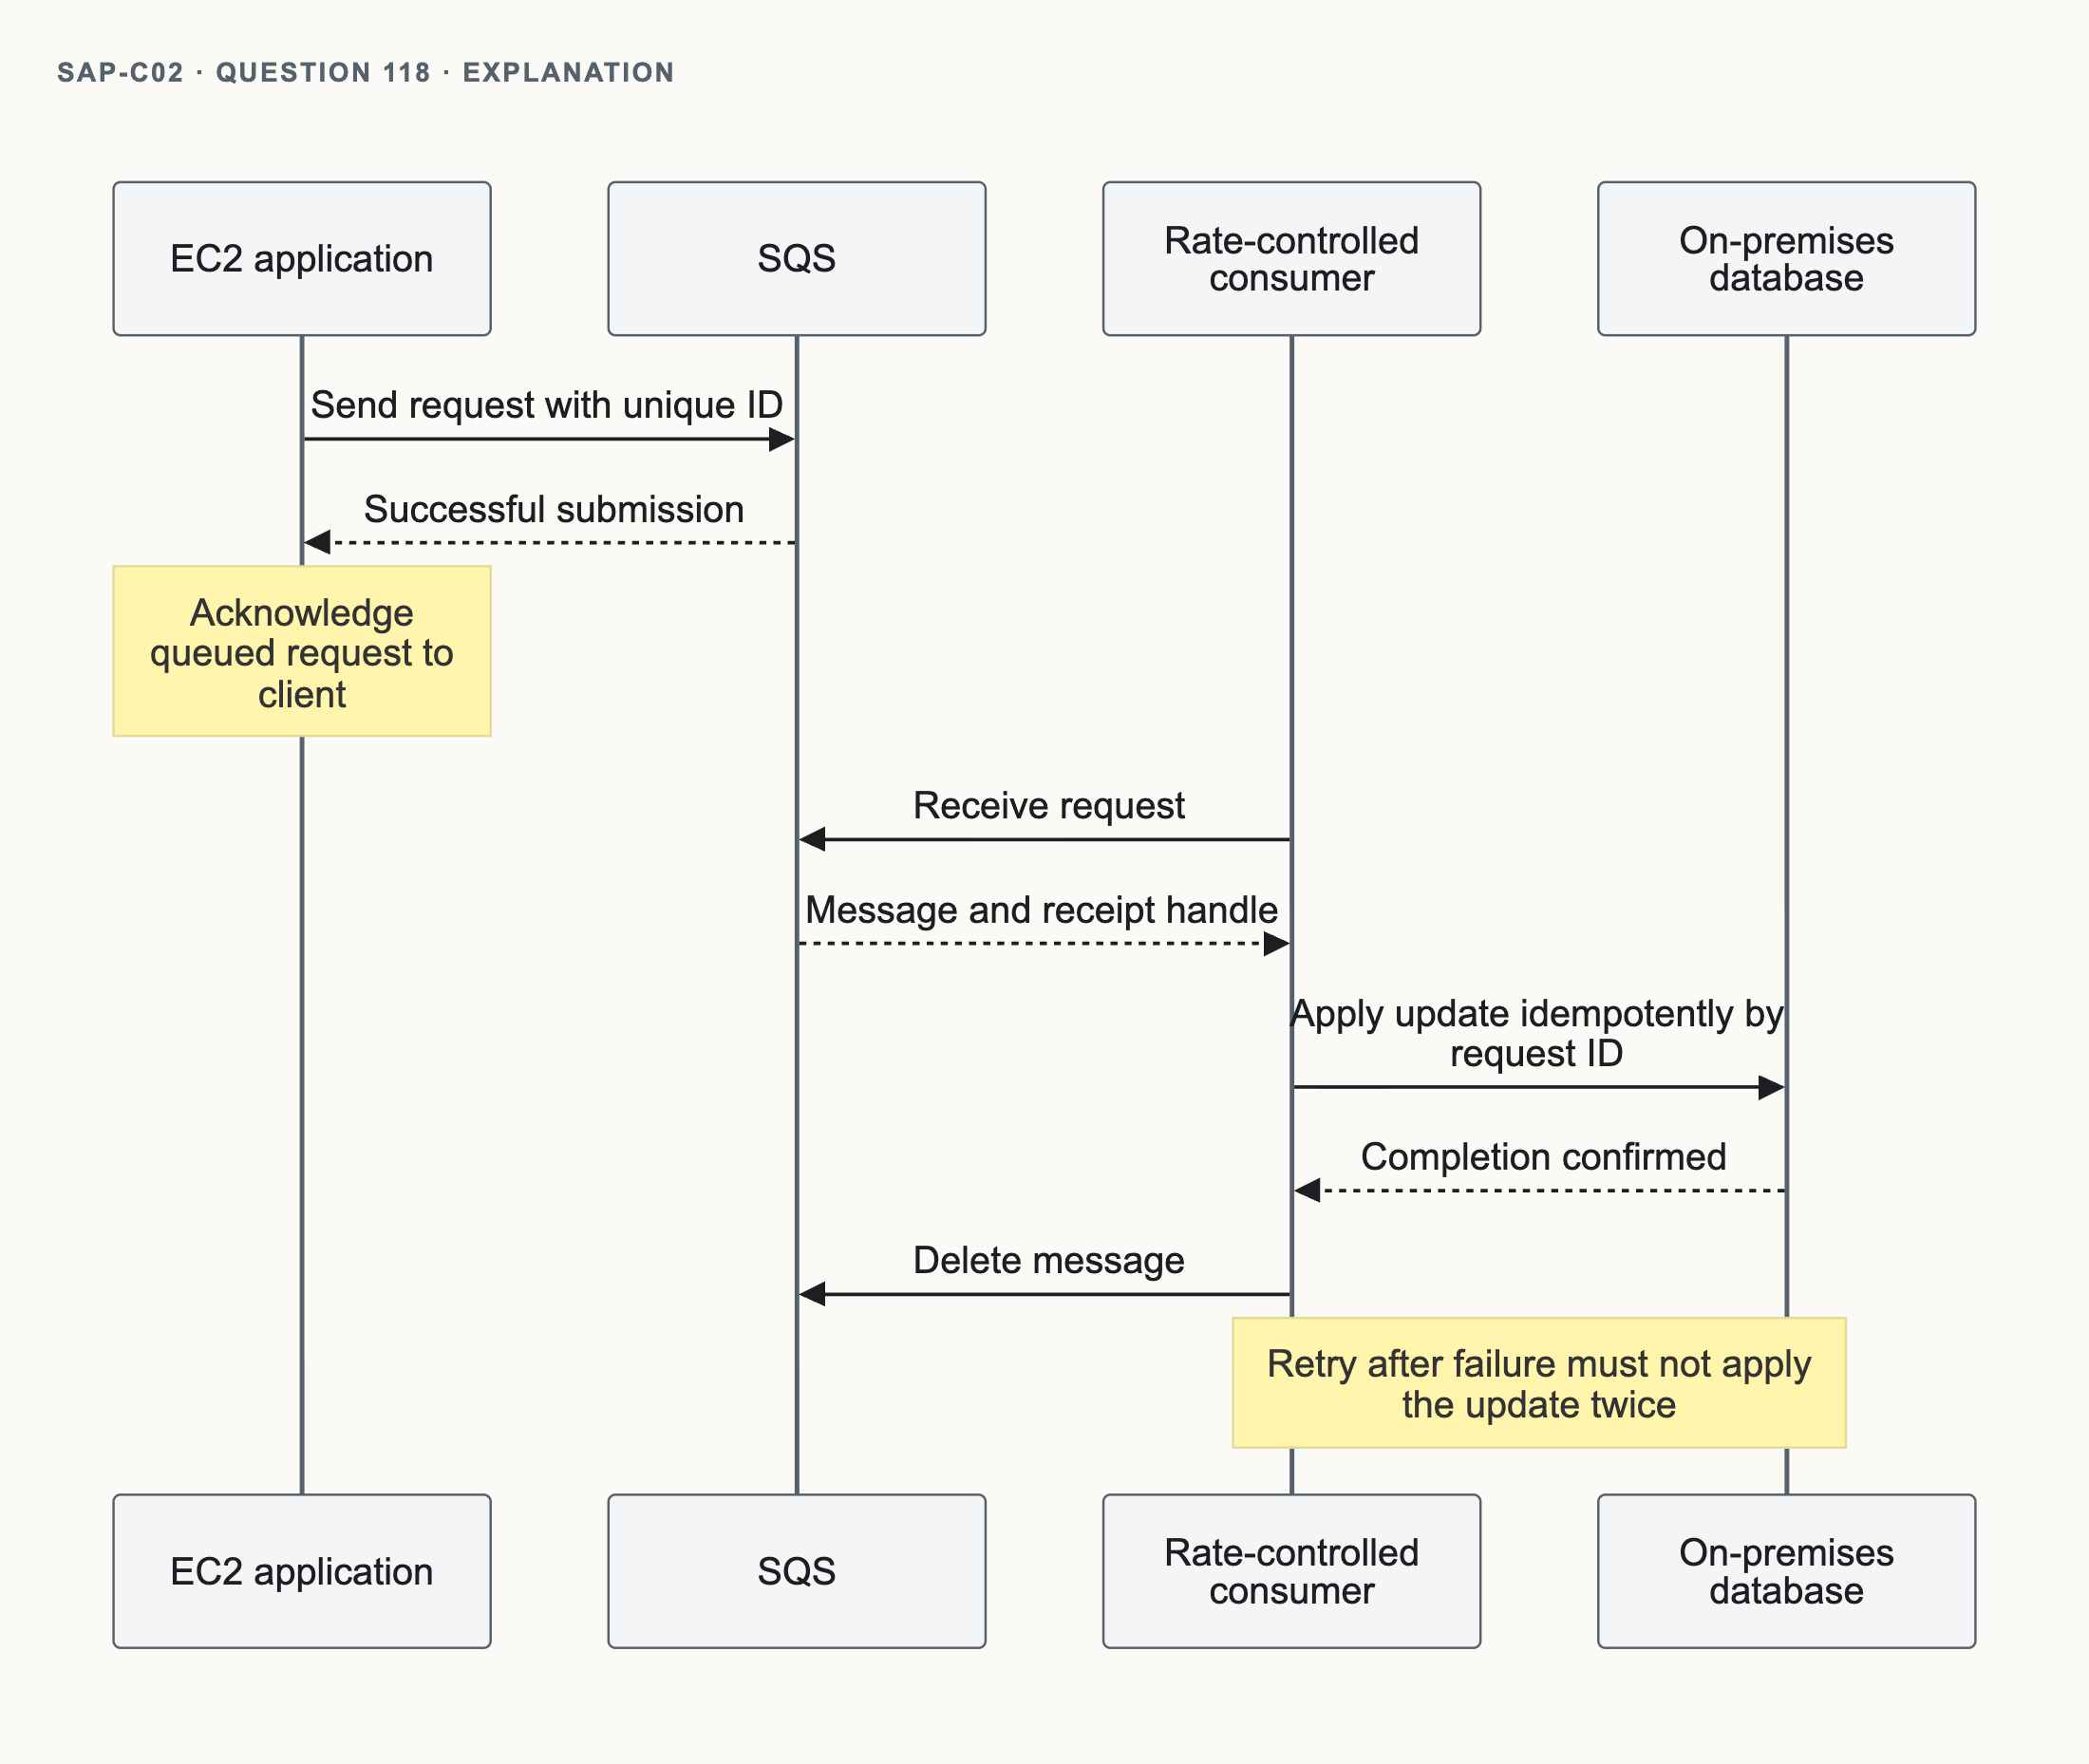 SAP-C02 · QUESTION 118 · EXPLANATION
EC2 application
SQS
Rate-controlled
consumer
On-premises
database
Send request with unique ID
Successful submission
Acknowledge
queued request to
client
Receive request
Message and receipt handle
Apply update idempotently by
request ID
Completion confirmed
Delete message
Retry after failure must not apply
the update twice
EC2 application
SQS
Rate-controlled
consumer
On-premises
database